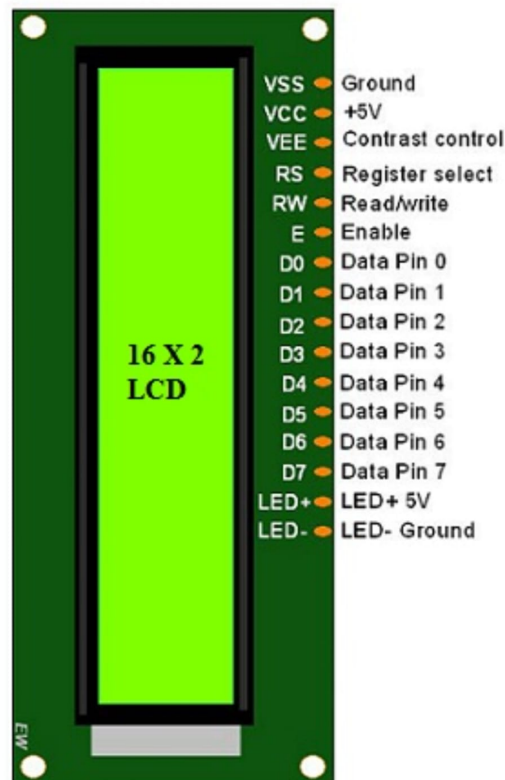 VSS Ground
VCC +5V
VEE Contrast control
RS Register select
RW Read/write
E Enable
D0 Data Pin 0
D1 Data Pin 1
D2 Data Pin 2
D3 Data Pin 3
16 X 2
LCD
D4 Data Pin 4
D5 Data Pin 5
D6 Data Pin 6
D7 Data Pin 7
LED+ LED+ 5V
LED- LED- Ground
EW